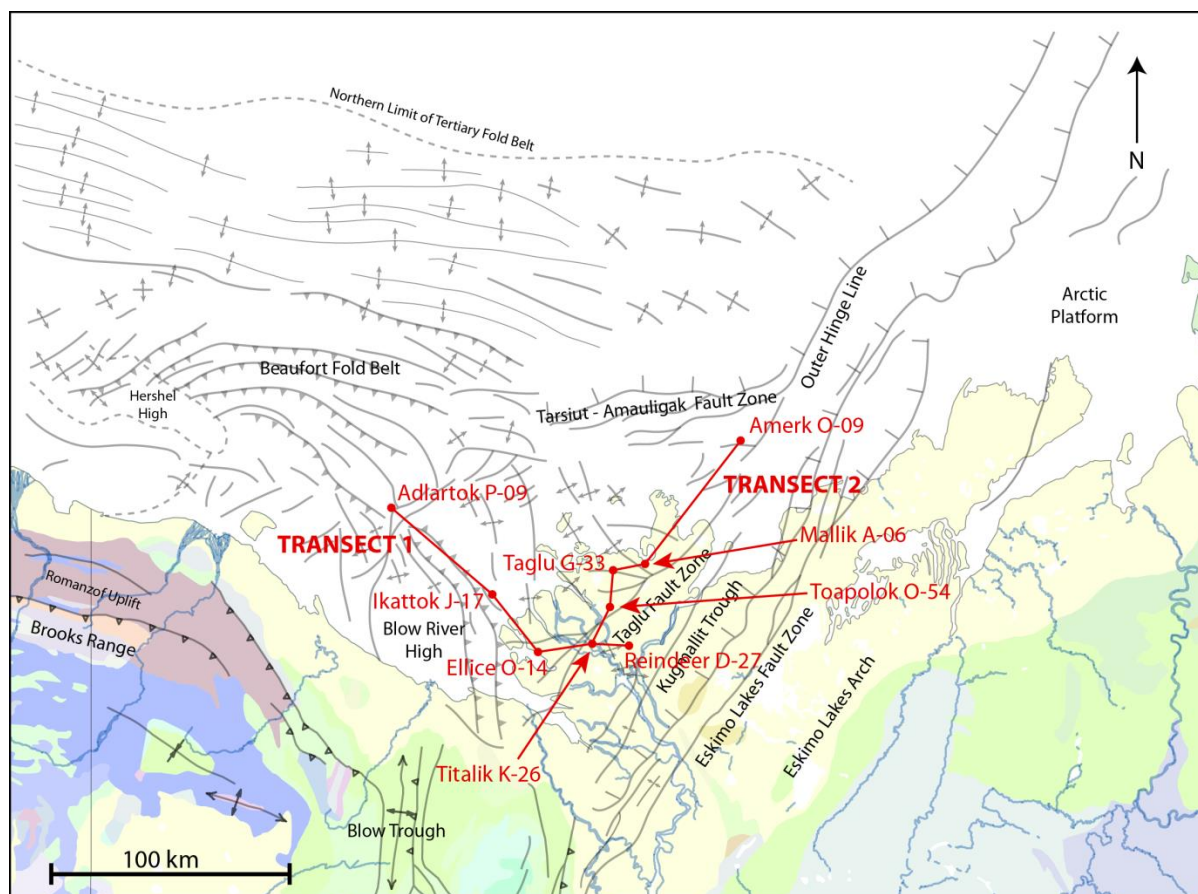 Northern Limit of Tertiary Fold Belt
N
Outer Hinge Line
Arctic
Platform
Beaufort Fold Belt
Hershel
High
Tarsiut - Amauligak Fault Zone
Amerk O-09
Adlartok P-09
TRANSECT 2
TRANSECT 1
Mallik A-06
Taglu G-33
Taglu Fault Zone
Toapolok O-54
Romanzof Uplift
Ikattok J-17
Kugmallit Trough
Brooks Range
Blow River
High
Ellice O-14
Reindeer D-27
Eskimo Lakes Fault Zone
Eskimo Lakes Arch
Titalik K-26
Blow Trough
100 km